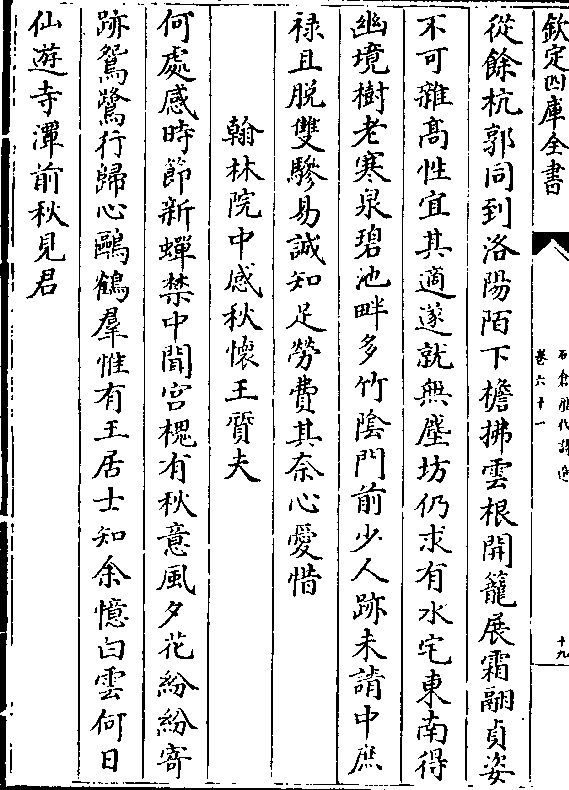 欽定四庫全書
石倉歷代詩選
卷六十一
十九
從餘杭郭同到洛陽陌下檐拂雲根開籠展霜翮貞姿
不可雜髙性宜其適遂就無塵坊仍求有水宅東南得
幽境樹老寒泉碧池畔多竹陰門前少人跡未請中庶
禄且脱雙驂易誠知足勞費其奈心愛惜
翰林院中感秋懐王質夫
何處感時節新蟬禁中聞宮槐有秋意風夕花紛紛寄
跡鴛鷺行歸心鷗鶴羣惟有王居士知余憶白雲何日
仙遊寺潭前秋見君